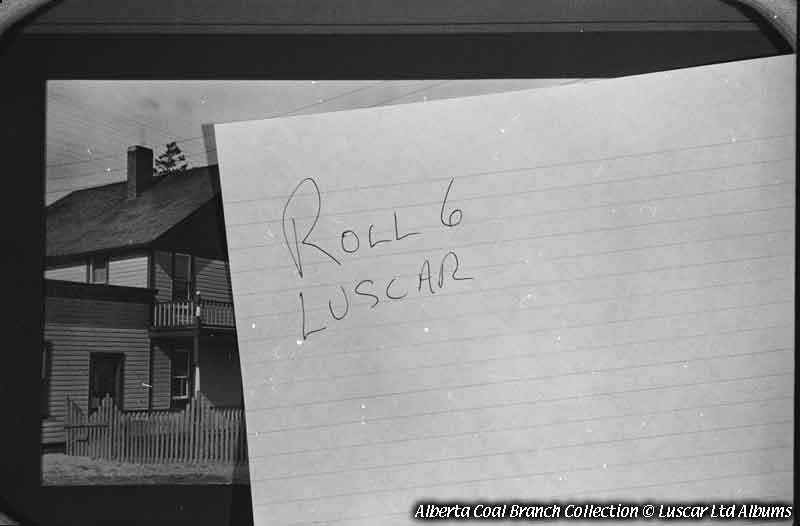 ROLL 6
LUSCAR
Alberta Coal Branch Collection © Luscar Ltd Albums